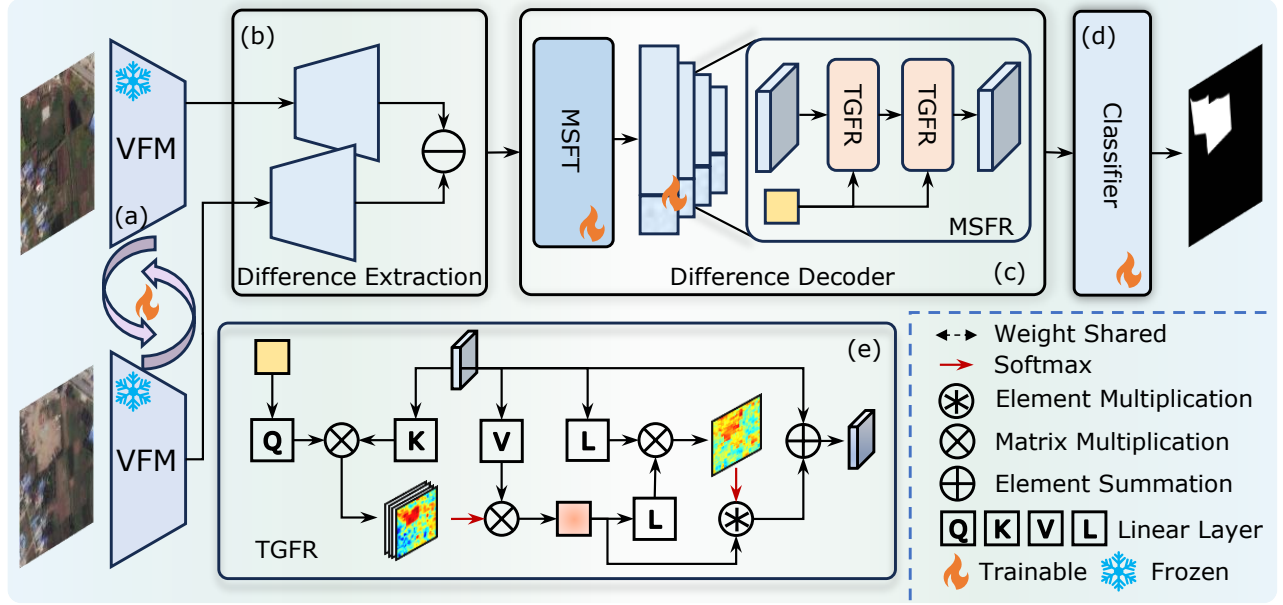 VFM
(a)
VFM
(b)
Difference Extraction
MSFT
TGFR
TGFR
MSFR
Difference Decoder
(c)
(d)
Classifier
(e)
Q
K
V
L
L
TGFR
Weight Shared
Softmax
Element Multiplication
Matrix Multiplication
Element Summation
Q K V L Linear Layer
Trainable Frozen